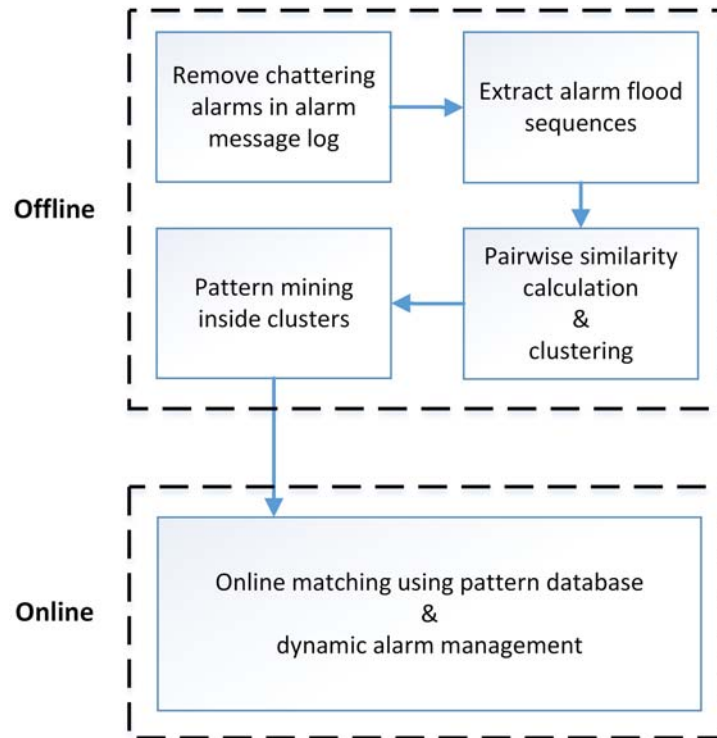 Remove chattering
alarms in alarm
message log
Extract alarm flood
sequences
Offline
Pairwise similarity
calculation
&
clustering
Pattern mining
inside clusters
Online
Online matching using pattern database
&
dynamic alarm management